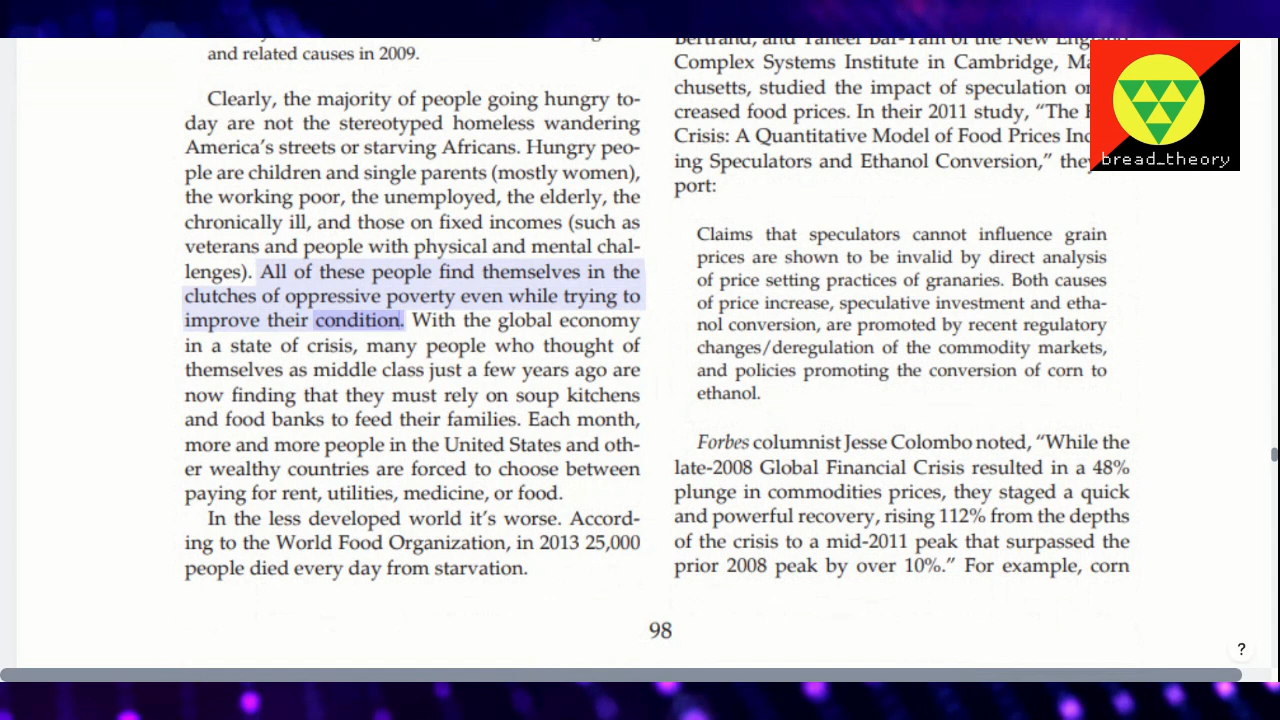 and related causes in 2009.
Clearly, the majority of people going hungry to-
day are not the stereotyped homeless wandering
America's streets or starving Africans. Hungry peo-
ple are children and single parents (mostly women),
the working poor, the unemployed, the elderly, the
chronically ill, and those on fixed incomes (such as
veterans and people with physical and mental chal-
lenges). All of these people find themselves in the
clutches of oppressive poverty even while trying to
improve their condition. With the global economy
in a state of crisis, many people who thought of
themselves as middle class just a few years ago are
now finding that they must rely on soup kitchens
and food banks to feed their families. Each month,
more and more people in the United States and oth-
er wealthy countries are forced to choose between
paying for rent, utilities, medicine, or food.
In the less developed world it's worse. Accord-
ing to the World Food Organization, in 2013 25,000
people died every day from starvation.
Bertrand, and Yaneer Bar-Yam of the New
Complex Systems Institute in Cambridge,
chusetts, studied the impact of speculation
creased food prices. In their 2011 study, "The
Crisis: A Quantitative Model of Food Prices
ing Speculators and Ethanol Conversion,"
port:
Claims that speculators cannot influence grain
prices are shown to be invalid by direct analysis
of price setting practices of granaries. Both causes
of price increase, speculative investment and etha-
nol conversion, are promoted by recent regulatory
changes/deregulation of the commodity markets,
and policies promoting the conversion of corn to
ethanol.
Forbes columnist Jesse Colombo noted, "While the
late-2008 Global Financial Crisis resulted in a 48%
plunge in commodities prices, they staged a quick
and powerful recovery, rising 112% from the depths
of the crisis to a mid-2011 peak that surpassed the
prior 2008 peak by over 10%." For example, corn
98
bread_theory
?